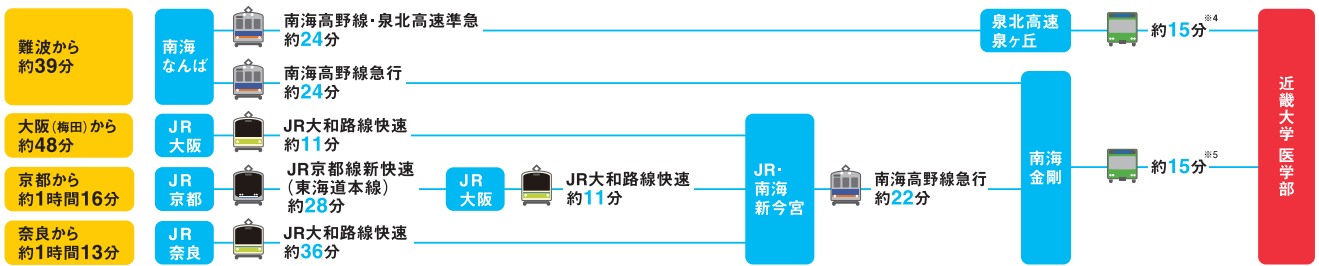 難波から
約39分
南海
なんば
南海高野線・泉北高速準急
約24分
泉北高速
泉ヶ丘
約15分※4
南海高野線急行
約24分
大阪(梅田)から
約48分
JR
大阪
JR大和路線快速
約11分
京都から
約1時間16分
JR
京都
JR京都線新快速
(東海道本線)
約28分
JR
大阪
JR大和路線快速
約11分
奈良から
約1時間13分
JR
奈良
JR大和路線快速
約36分
JR・
南海
新今宮
南海高野線急行
約22分
南海
金剛
約15分※5
近畿大学 医学部